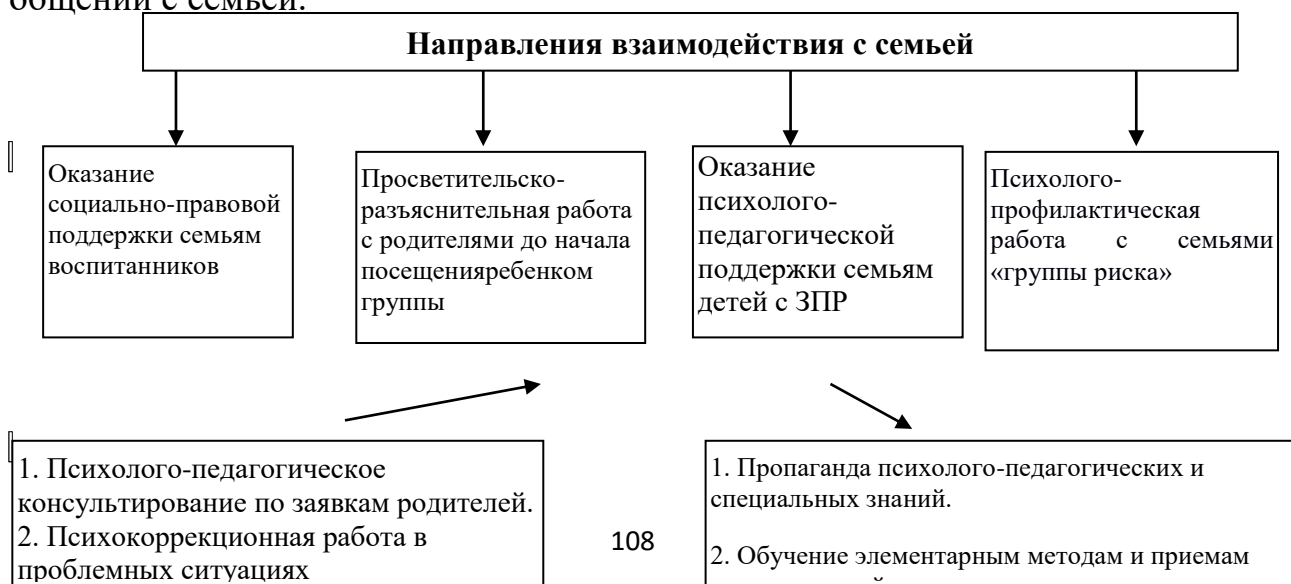 общении с семьей.
Направления взаимодействия с семьей
Оказание
социально-правовой
поддержки семьям
воспитанников
Просветительско-
разъяснительная работа
с родителями до начала
посещенияребенком
группы
Оказание
психолого-
педагогической
поддержки семьям
детей с ЗПР
Психолого-
профилактическая
работа с семьями
«группы риска»
1. Психолого-педагогическое
консультирование по заявкам родителей.
2. Психокоррекционная работа в
проблемных ситуациях
1. Пропаганда психолого-педагогических и
специальных знаний.
2. Обучение элементарным методам и приемам
108